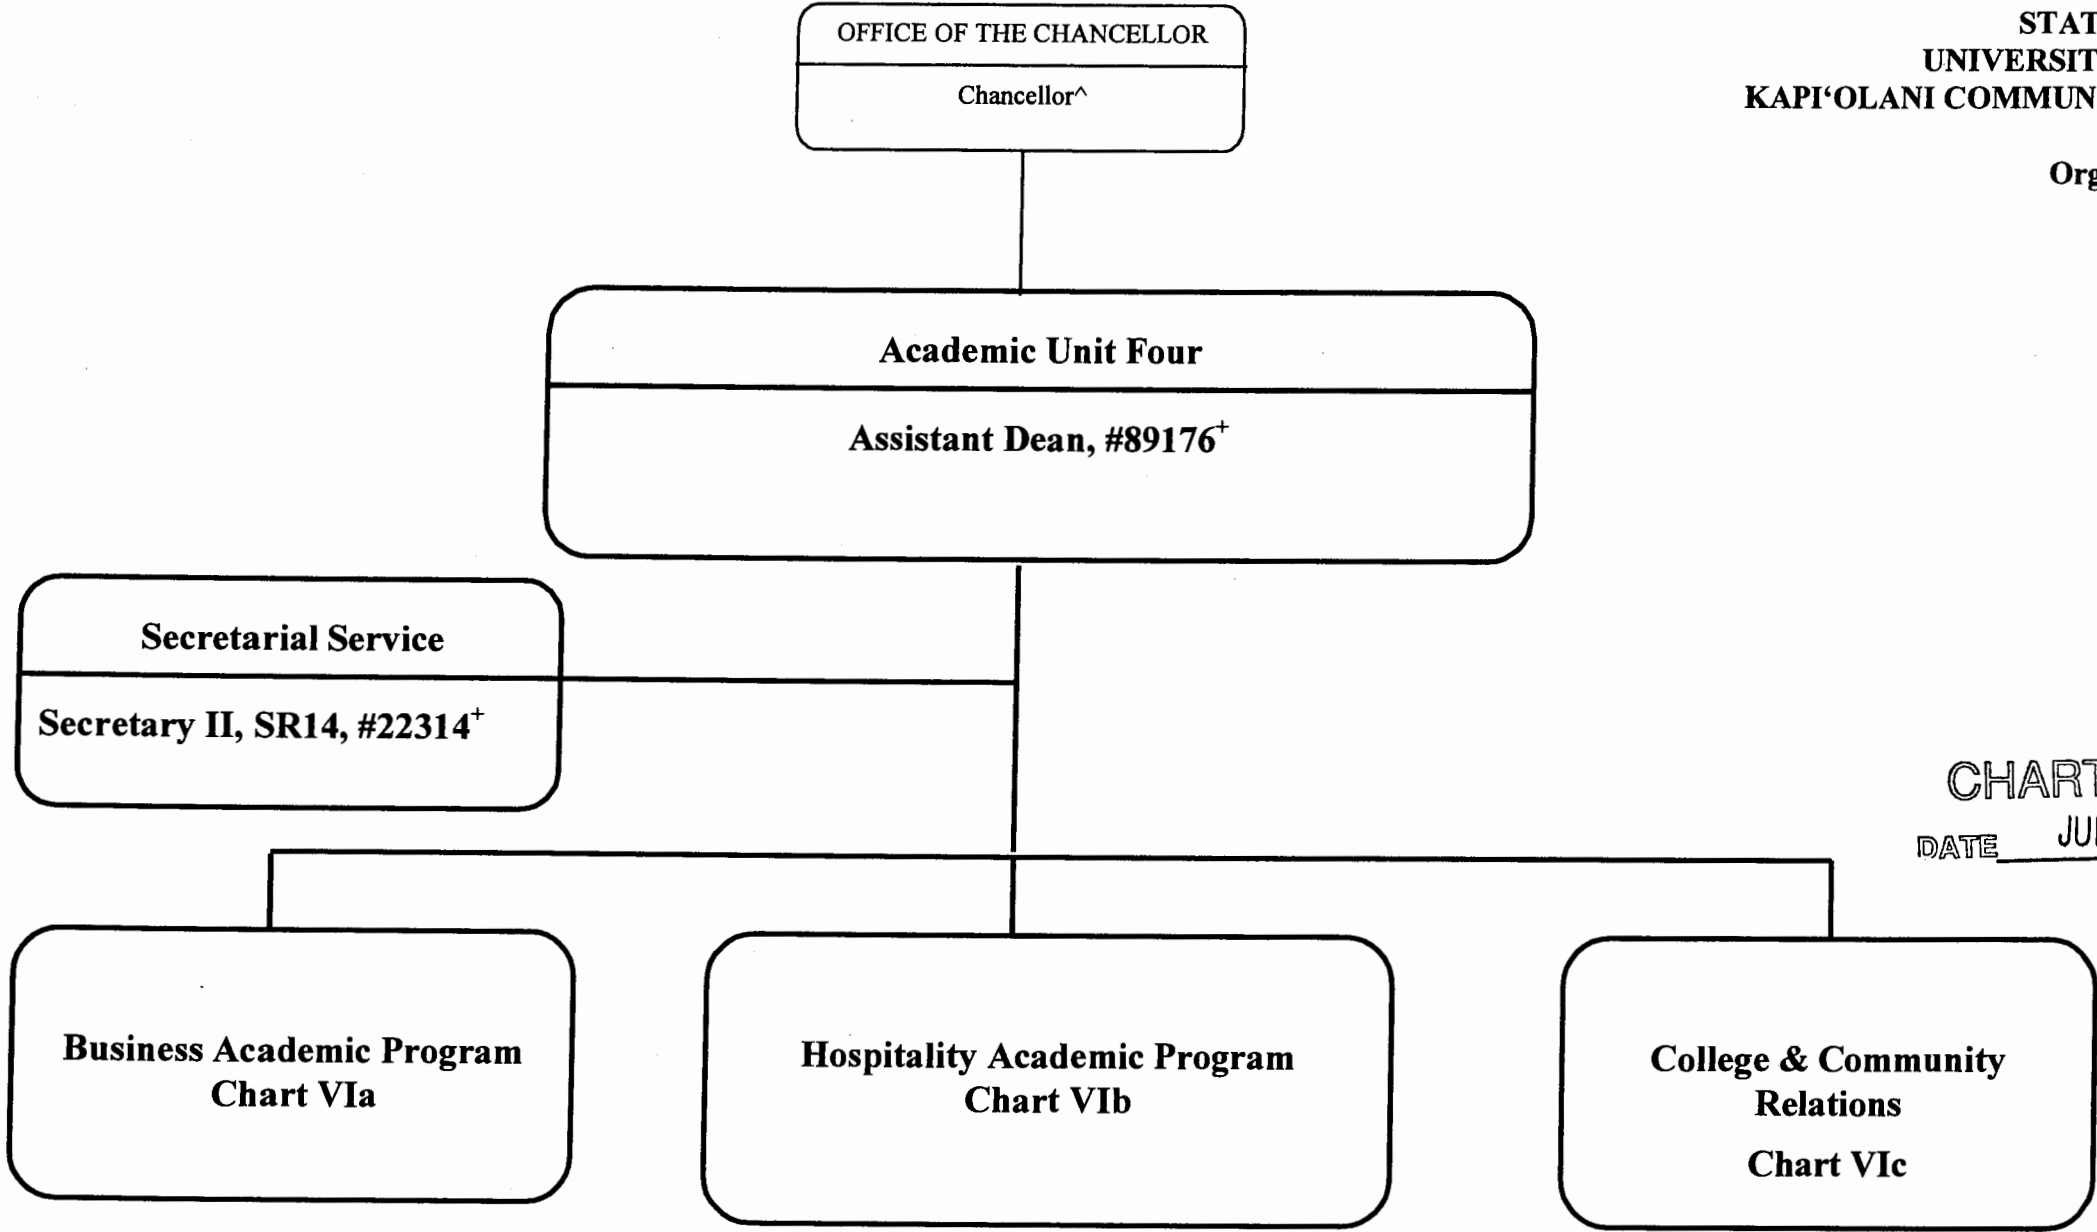 OFFICE OF THE CHANCELLOR
Chancellor^
STAT
UNIVERSIT
KAPI‘OLANI COMMUN
Org
Academic Unit Four
Assistant Dean, #89176+
Secretarial Service
Secretary II, SR14, #22314+
CHART
DATE JU
Business Academic Program
Chart VIa
Hospitality Academic Program
Chart VIb
College & Community
Relations
Chart VIc